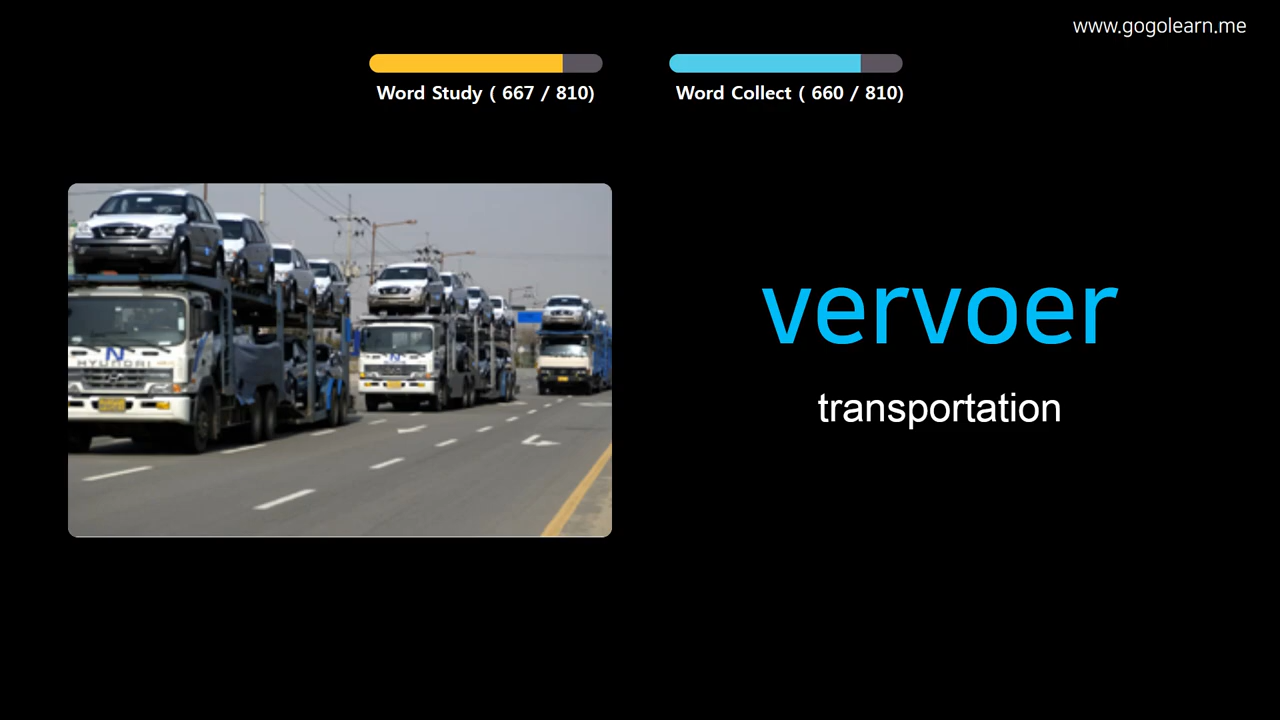 www.gogolearn.me
Word Study ( 667 / 810)
Word Collect ( 660 / 810)
N
HYUNDAI
N
vervoer
transportation